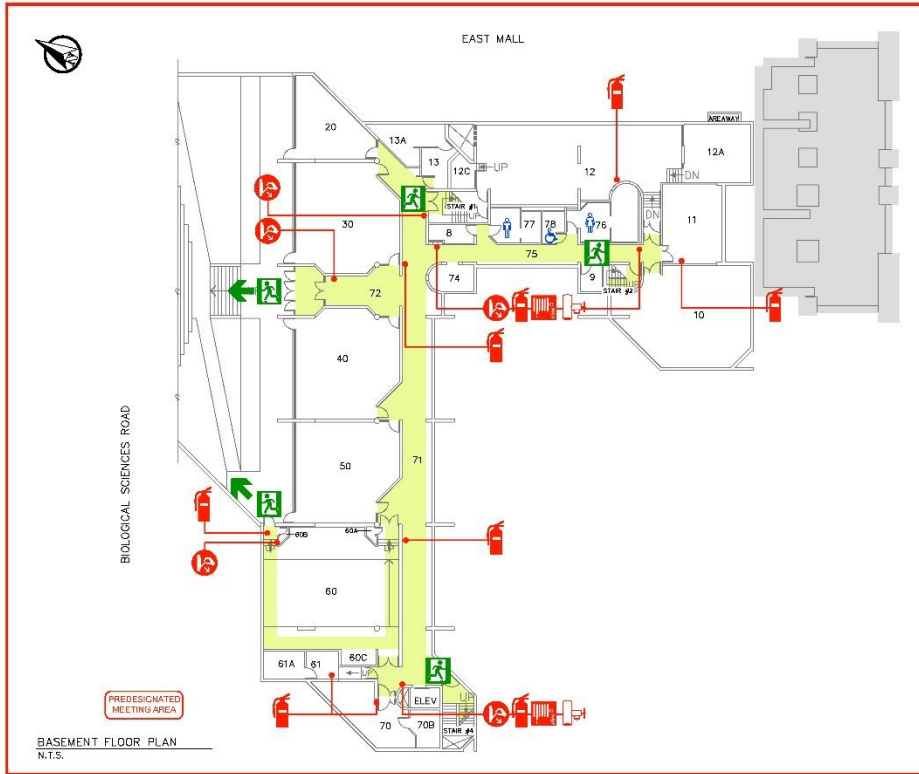 EAST MALL
AREAWAY
20
13A
13
12C
UP
12
12A
DN
STAIR #1
UP
30
8
77
78
76
DN
11
75
9
UP
STAIR #2
74
72
10
40
71
50
BIOLOGICAL SCIENCES ROAD
60B
60A
UP
UP
60
60C
61A
61
UP
ELEV
UP
70
70B
STAIR #4
PREDESIGNATED
MEETING AREA
BASEMENT FLOOR PLAN
N.T.S.